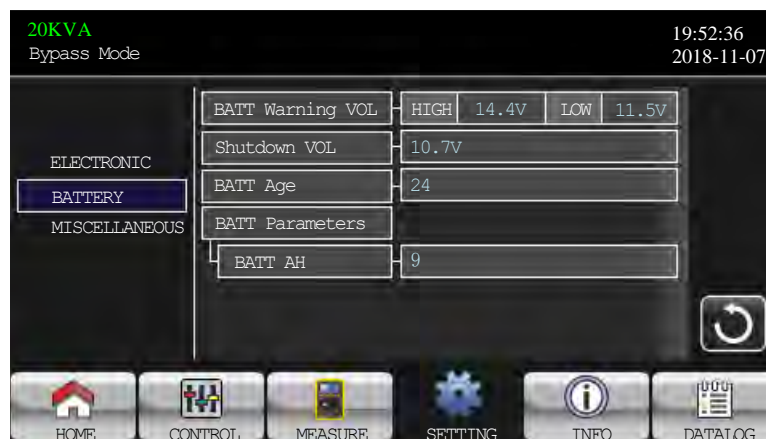 20KVA
19:52:36
Bypass Mode
2018-11-07
BATT Warning VOL HIGH 14.4V LOW 11.5V
Shutdown VOL 10.7V
ELECTRONIC
BATTERY
MISCELLANEOUS
BATT Age 24
BATT Parameters
BATT AH 9
HOME CONTROL MEASURE SETTING INFO DATALOG